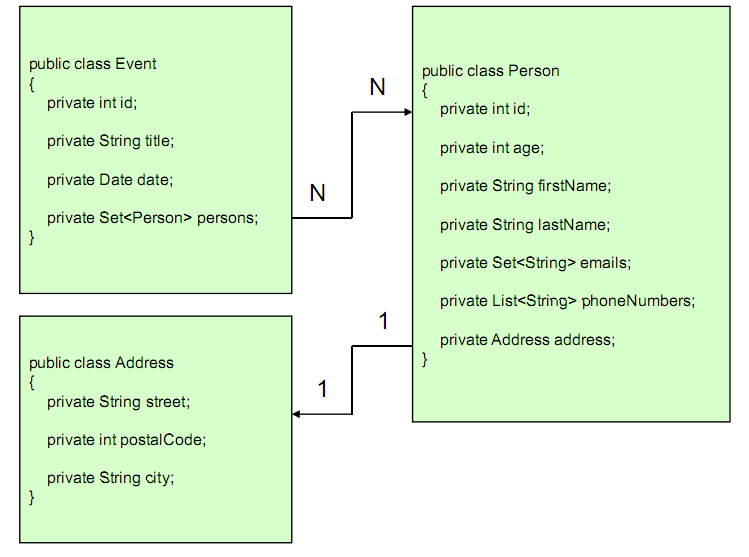 public class Event
{
private int id;
private String title;
private Date date;
private Set<Person> persons;
}
N
N
public class Person
{
private int id;
private int age;
private String firstName;
private String lastName;
private Set<String> emails;
private List<String> phoneNumbers;
private Address address;
}
1
1
public class Address
{
private String street;
private int postalCode;
private String city;
}